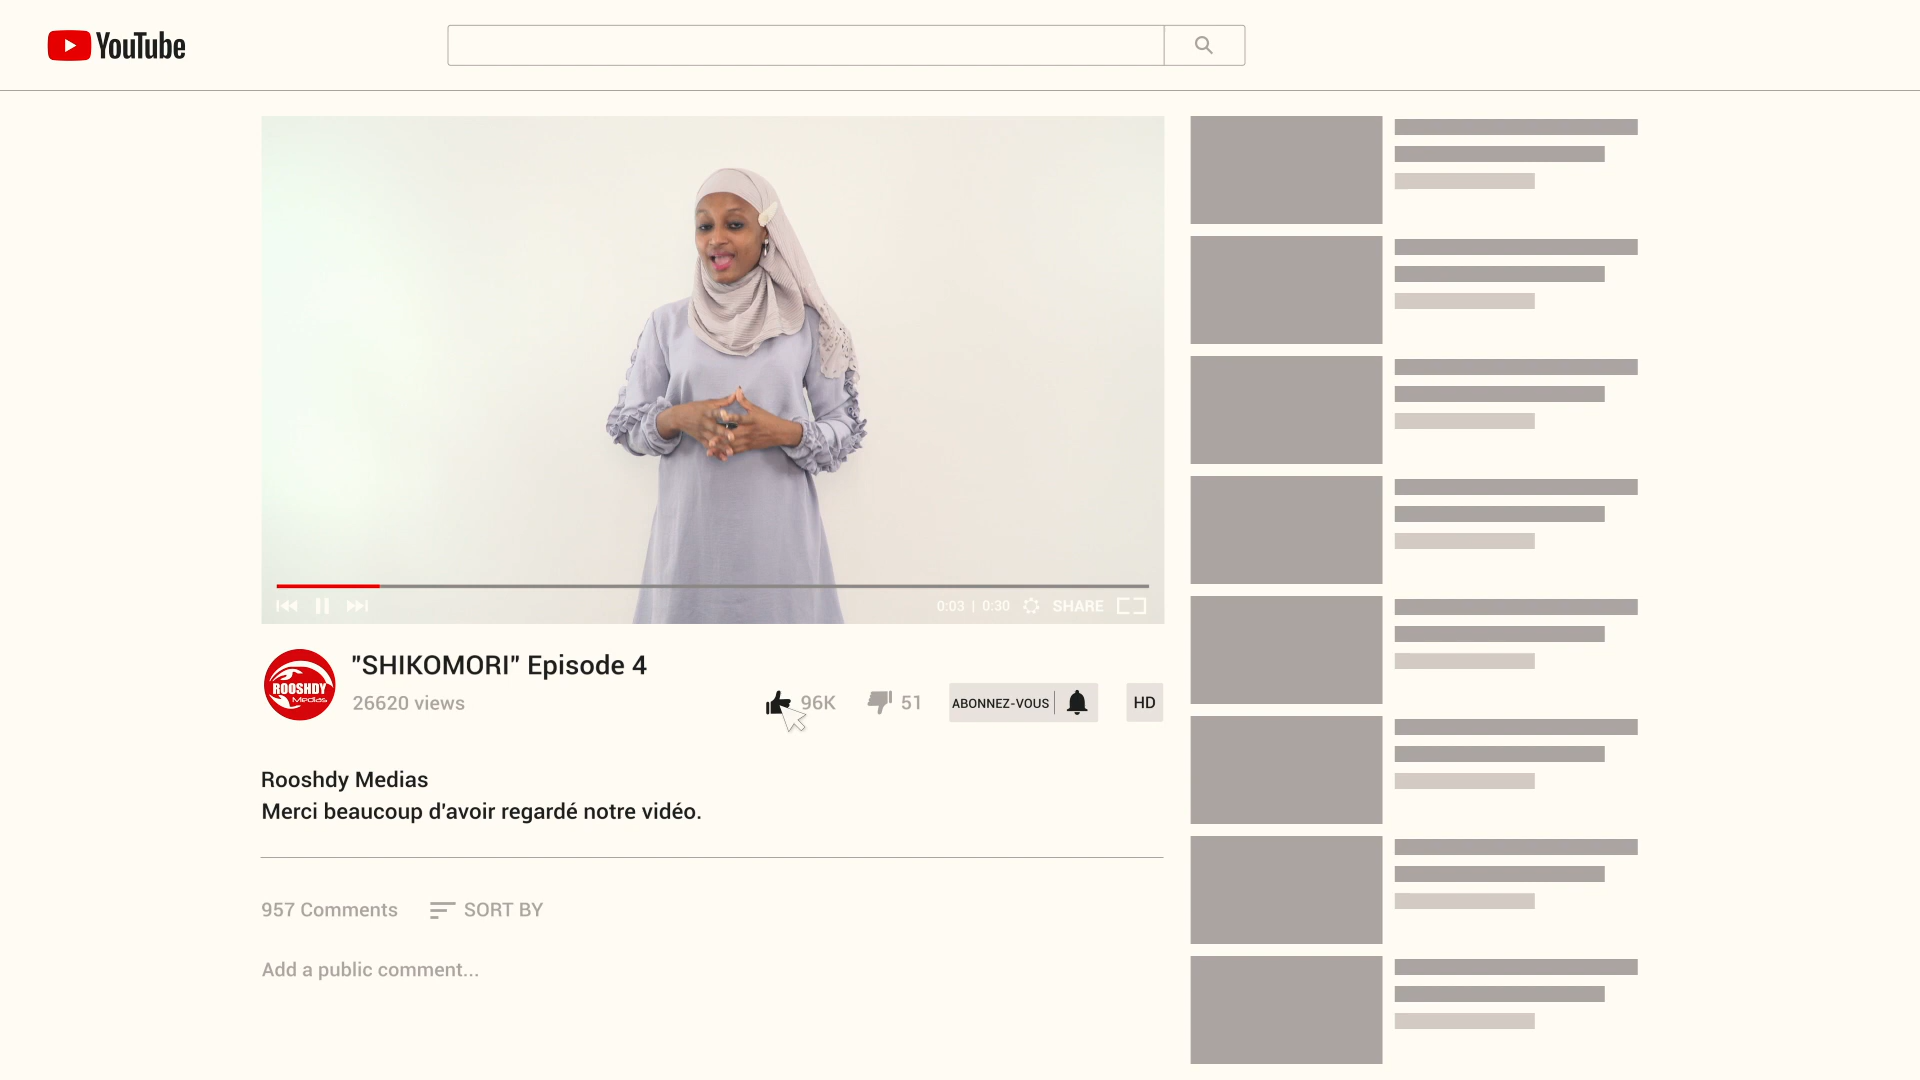 YouTube
0:03 | 0:30 SHARE
ROOSHDY
Medias
"SHIKOMORI" Episode 4
26620 views
96K 51 ABONNEZ-VOUS HD
Rooshdy Medias
Merci beaucoup d'avoir regardé notre vidéo.
957 Comments SORT BY
Add a public comment...